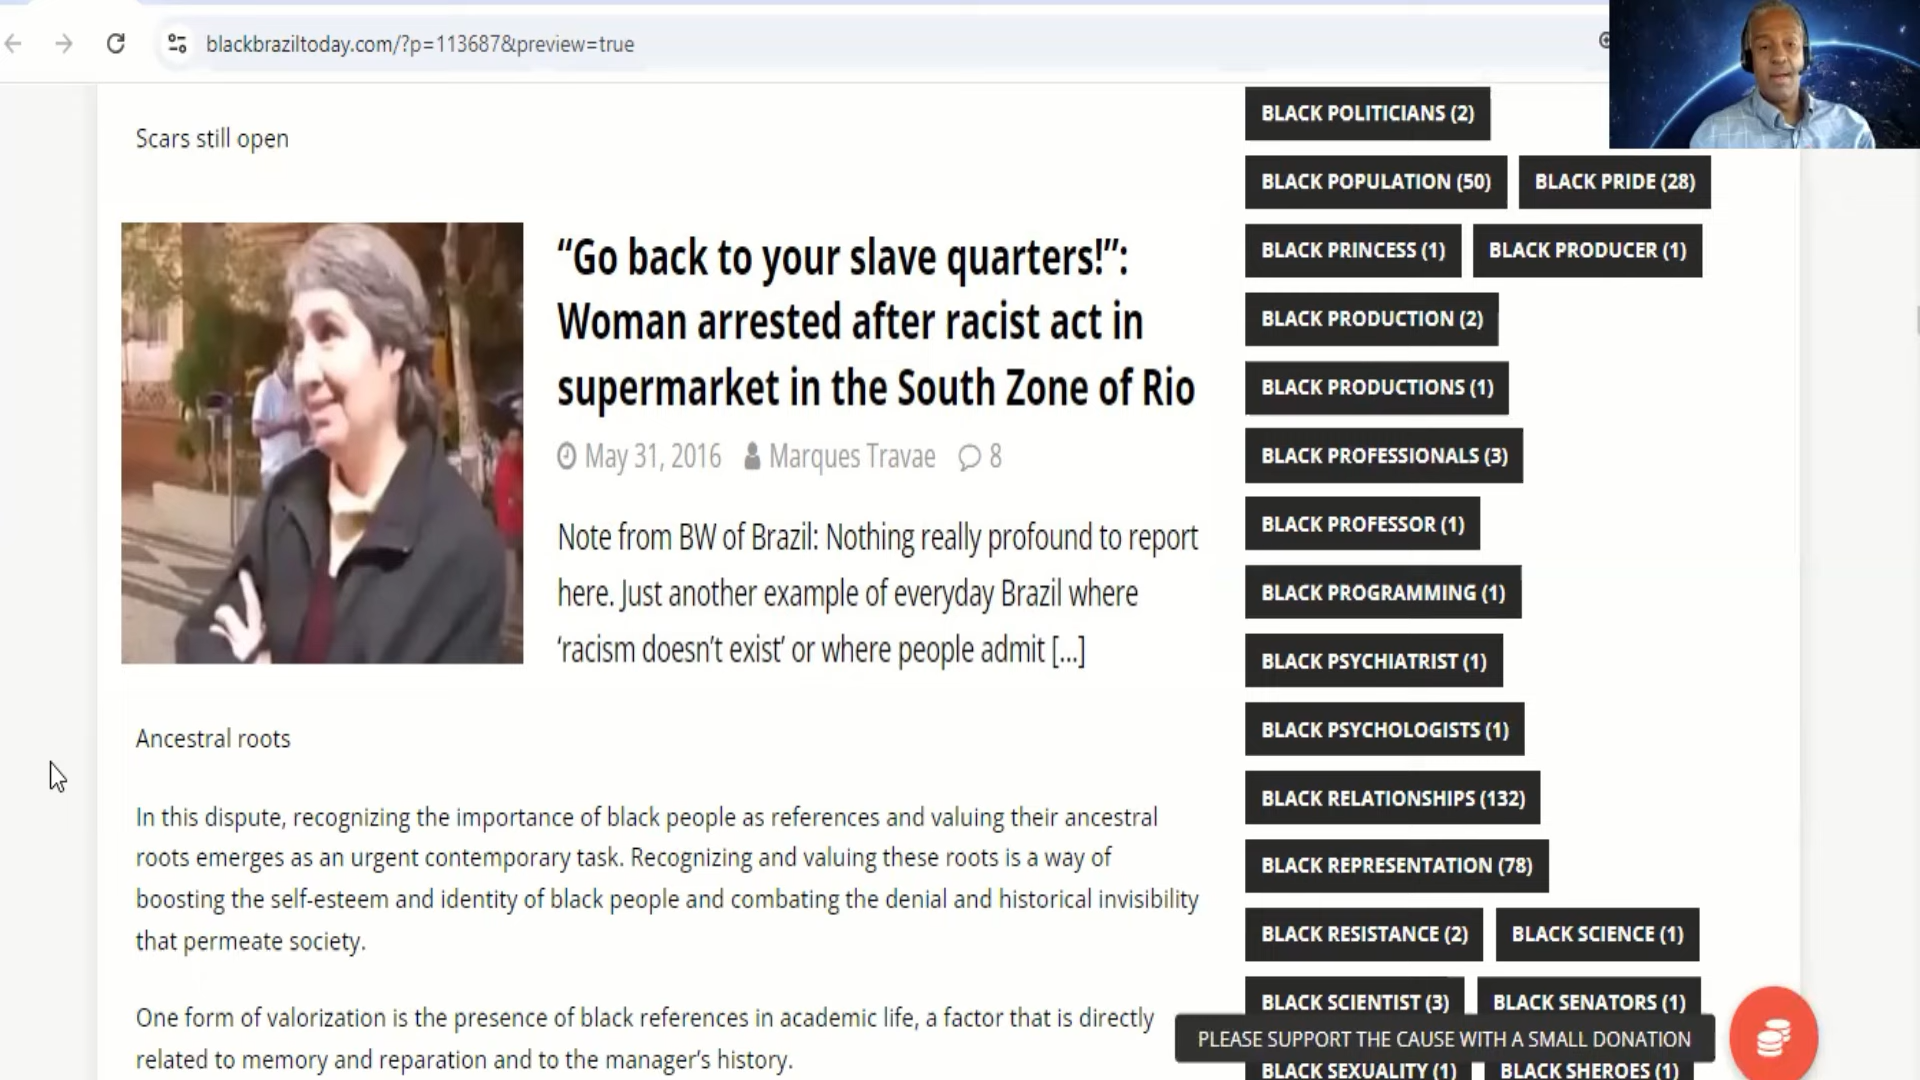 blackbraziltoday.com/?p=113687&preview=true
Scars still open
“Go back to your slave quarters!”:
Woman arrested after racist act in
supermarket in the South Zone of Rio
May 31, 2016 Marques Travae 8
Note from BW of Brazil: Nothing really profound to report
here. Just another example of everyday Brazil where
‘racism doesn’t exist’ or where people admit [...]
Ancestral roots
In this dispute, recognizing the importance of black people as references and valuing their ancestral
roots emerges as an urgent contemporary task. Recognizing and valuing these roots is a way of
boosting the self-esteem and identity of black people and combating the denial and historical invisibility
that permeate society.
One form of valorization is the presence of black references in academic life, a factor that is directly
related to memory and reparation and to the manager’s history.
BLACK POLITICIANS (2)
BLACK POPULATION (50) BLACK PRIDE (28)
BLACK PRINCESS (1) BLACK PRODUCER (1)
BLACK PRODUCTION (2)
BLACK PRODUCTIONS (1)
BLACK PROFESSIONALS (3)
BLACK PROFESSOR (1)
BLACK PROGRAMMING (1)
BLACK PSYCHIATRIST (1)
BLACK PSYCHOLOGISTS (1)
BLACK RELATIONSHIPS (132)
BLACK REPRESENTATION (78)
BLACK RESISTANCE (2) BLACK SCIENCE (1)
BLACK SCIENTIST (3) BLACK SENATORS (1)
PLEASE SUPPORT THE CAUSE WITH A SMALL DONATION
BLACK SEXUALITY (1) BLACK SHEROES (1)